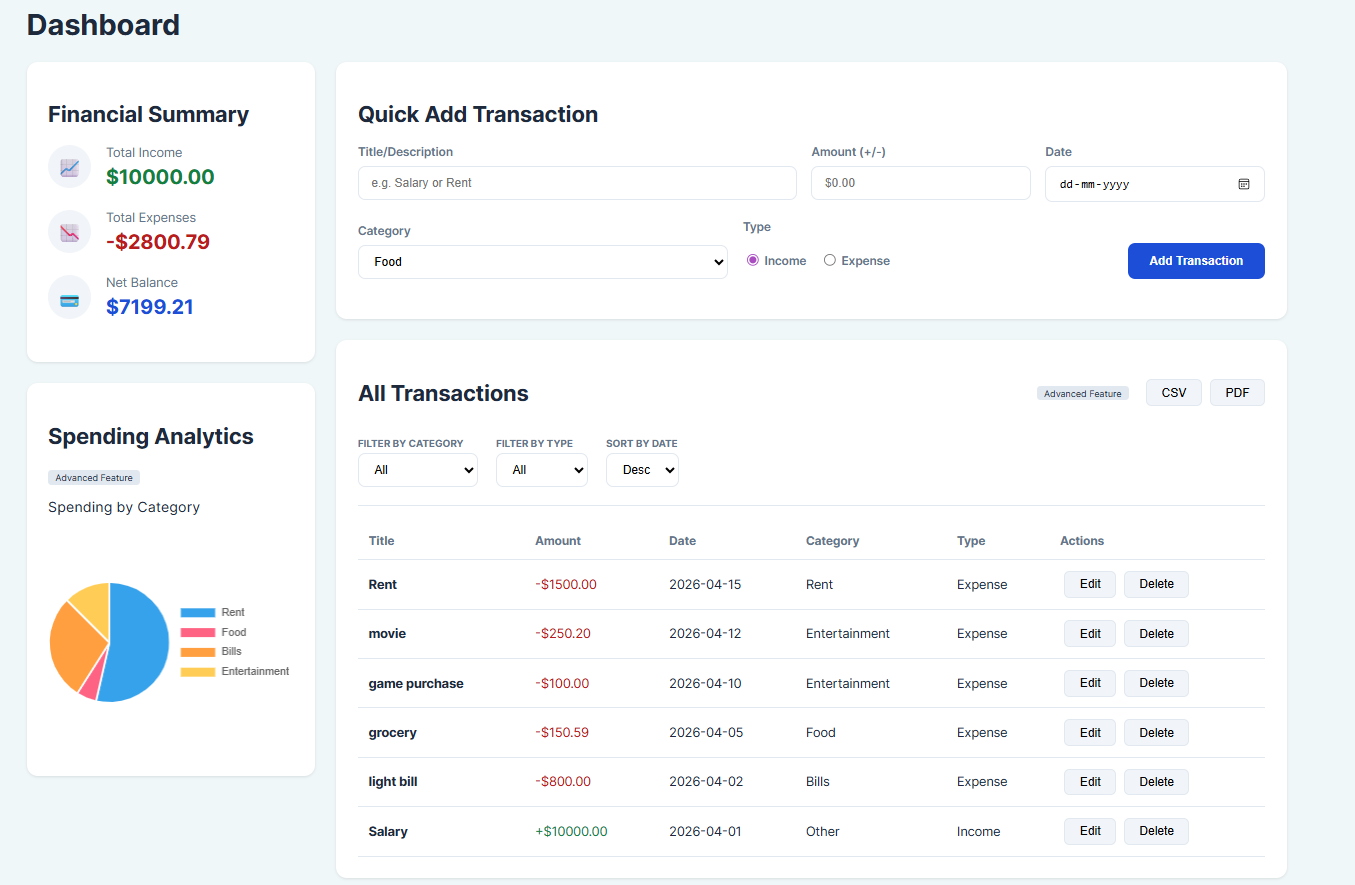 Dashboard
Financial Summary
Total Income
$10000.00
Total Expenses
-$2800.79
Net Balance
$7199.21
Spending Analytics
Advanced Feature
Spending by Category
Rent
Food
Bills
Entertainment
Quick Add Transaction
Title/Description Amount (+/-) Date
e.g. Salary or Rent $0.00 dd-mm-yyyy
Category Type
Food Income Expense Add Transaction
All Transactions Advanced Feature CSV PDF
FILTER BY CATEGORY FILTER BY TYPE SORT BY DATE
All All Desc
Title Amount Date Category Type Actions
Rent -$1500.00 2026-04-15 Rent Expense Edit Delete
movie -$250.20 2026-04-12 Entertainment Expense Edit Delete
game purchase -$100.00 2026-04-10 Entertainment Expense Edit Delete
grocery -$150.59 2026-04-05 Food Expense Edit Delete
light bill -$800.00 2026-04-02 Bills Expense Edit Delete
Salary +$10000.00 2026-04-01 Other Income Edit Delete